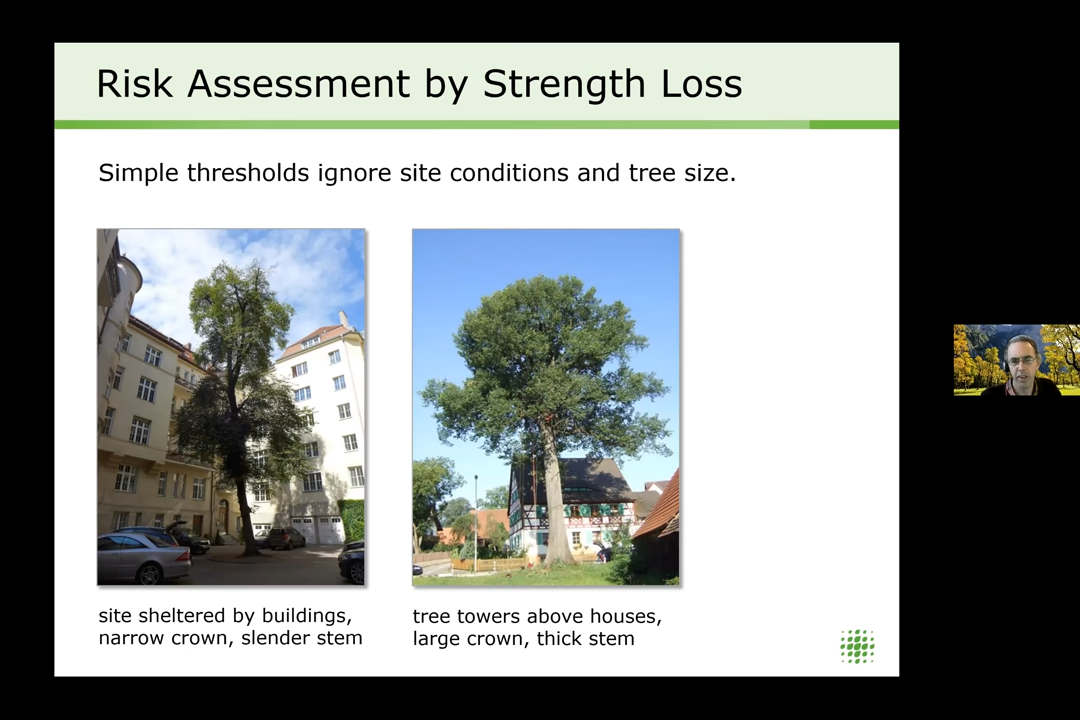 Risk Assessment by Strength Loss
Simple thresholds ignore site conditions and tree size.
site sheltered by buildings,
narrow crown, slender stem
tree towers above houses,
large crown, thick stem